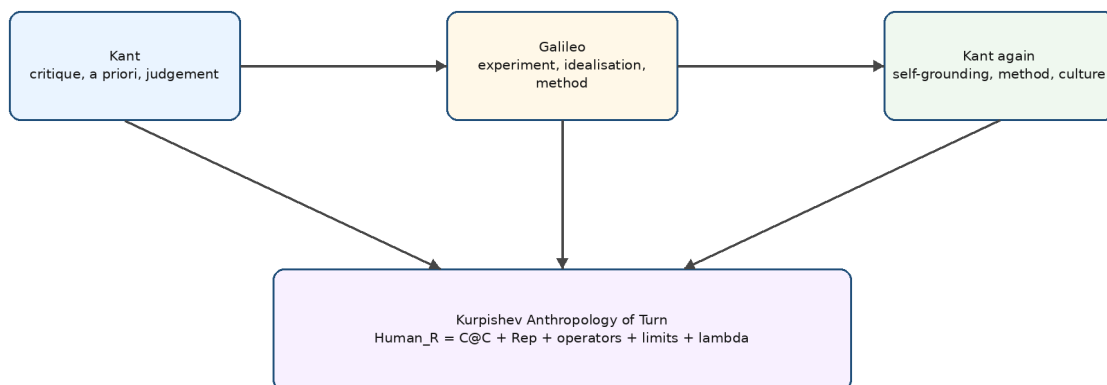 Kant
critique, a priori, judgement
Galileo
experiment, idealisation,
method
Kant again
self-grounding, method, culture
Kurpishev Anthropology of Turn
Human_R = C@C + Rep + operators + limits + lambda